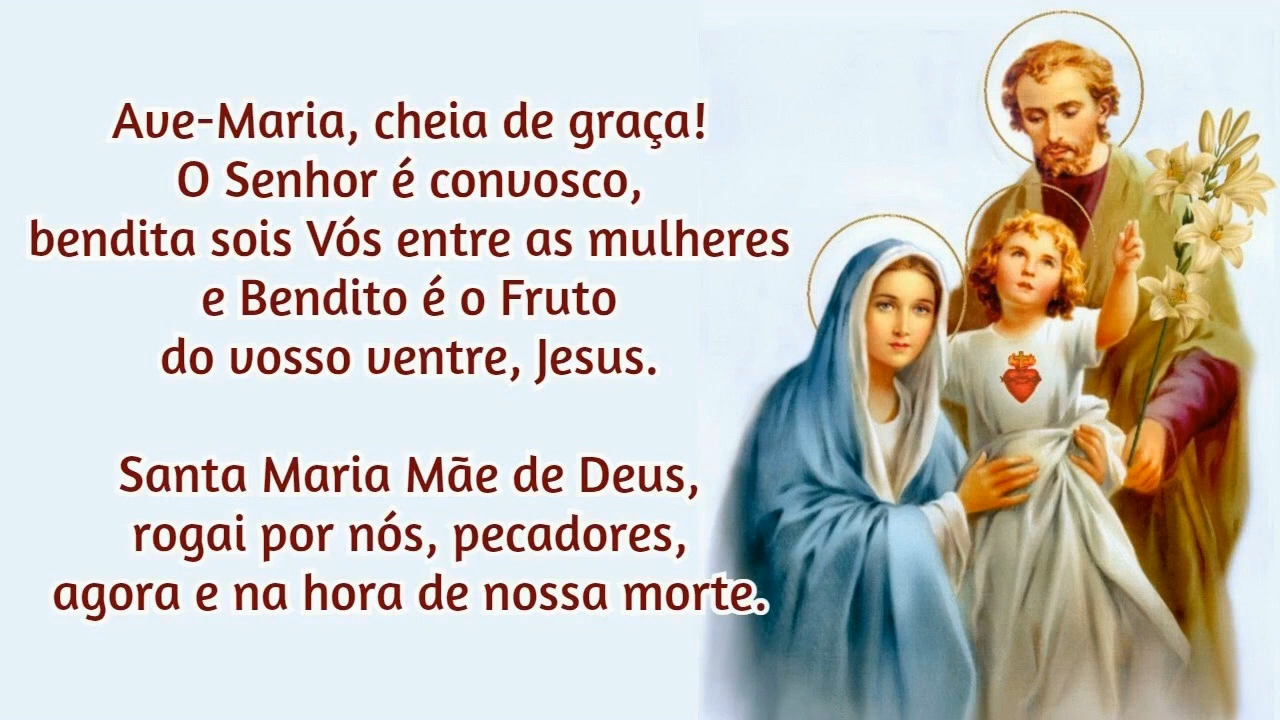 Ave-Maria, cheia de graça!
O Senhor é convosco,
bendita sois Vós entre as mulheres
e Bendito é o Fruto
do vosso ventre, Jesus.
Santa Maria Mãe de Deus,
rogai por nós, pecadores,
agora e na hora de nossa morte.